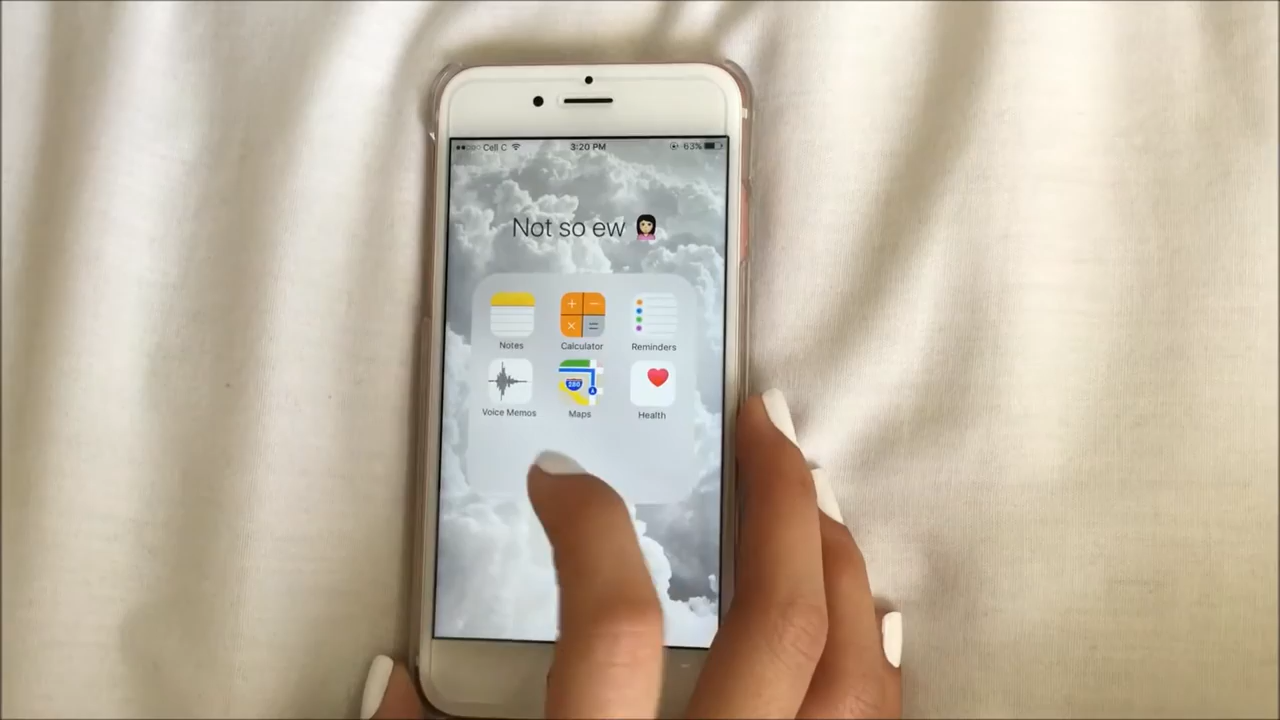 Cell C 3:20 PM 63%
Not so ew
Notes Calculator Reminders
Voice Memos Maps Health